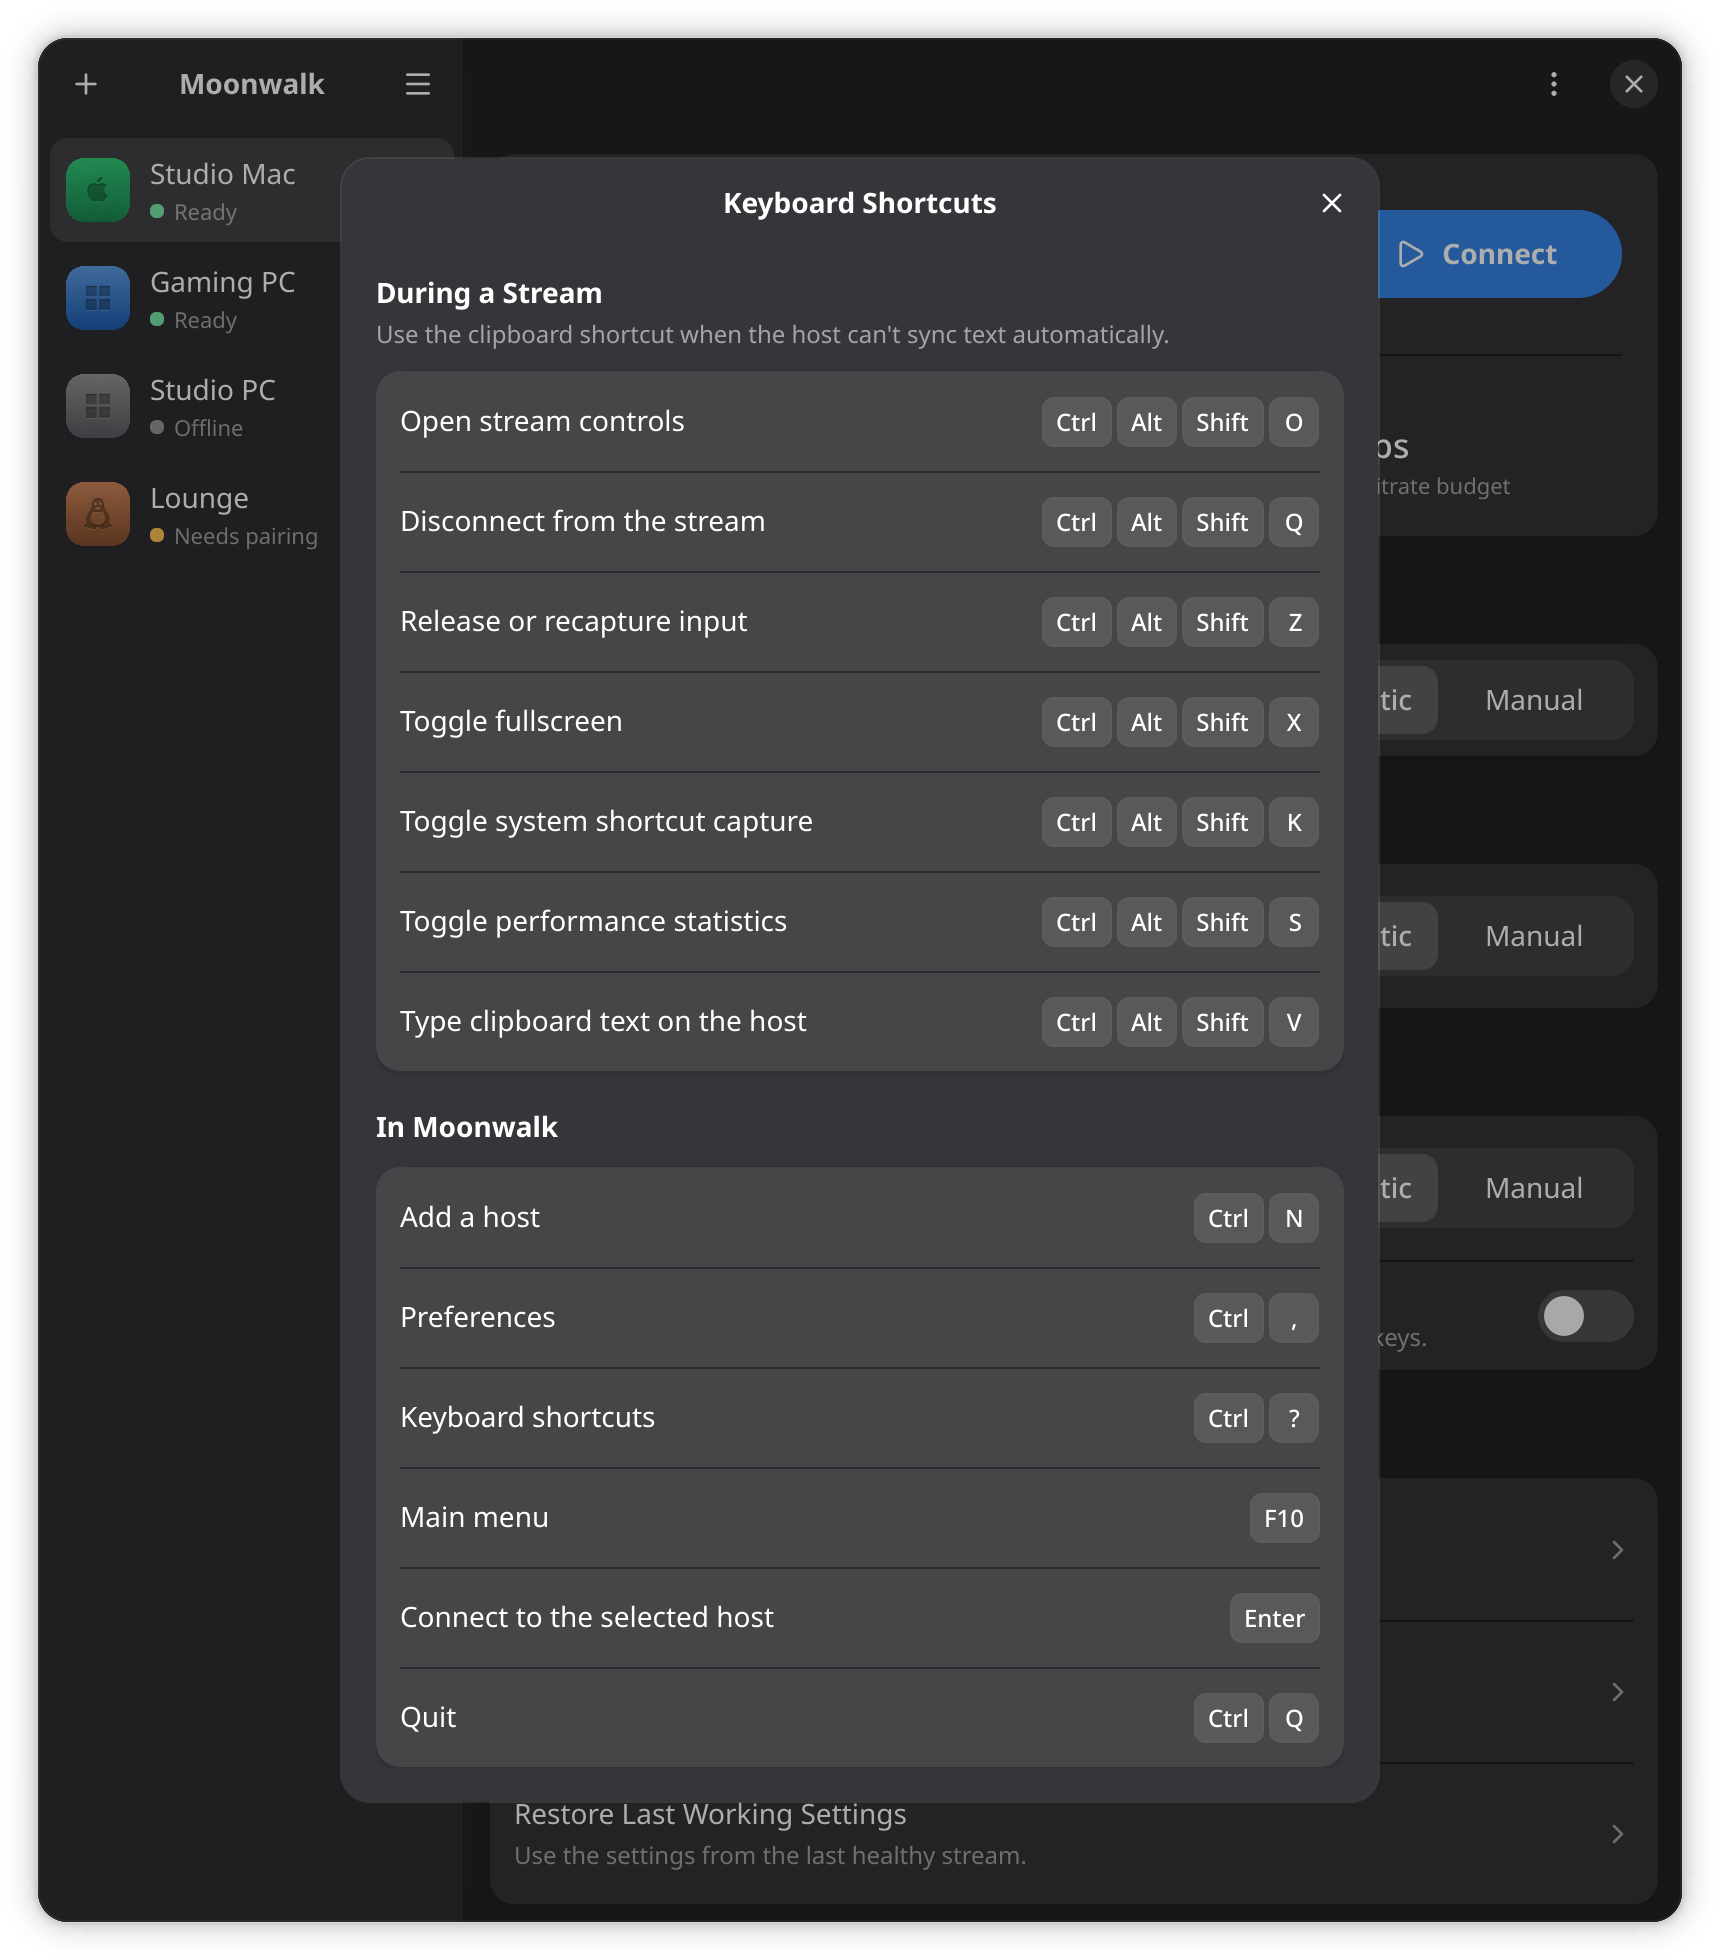 Moonwalk
Studio Mac
Ready
Gaming PC
Ready
Studio PC
Offline
Lounge
Needs pairing
Keyboard Shortcuts
During a Stream
Use the clipboard shortcut when the host can't sync text automatically.
Open stream controls Ctrl Alt Shift O
Disconnect from the stream Ctrl Alt Shift Q
Release or recapture input Ctrl Alt Shift Z
Toggle fullscreen Ctrl Alt Shift X
Toggle system shortcut capture Ctrl Alt Shift K
Toggle performance statistics Ctrl Alt Shift S
Type clipboard text on the host Ctrl Alt Shift V
In Moonwalk
Add a host Ctrl N
Preferences Ctrl ,
Keyboard shortcuts Ctrl ?
Main menu F10
Connect to the selected host Enter
Quit Ctrl Q
Connect
budget
Manual
Manual
Manual
keys.
Restore Last Working Settings
Use the settings from the last healthy stream.